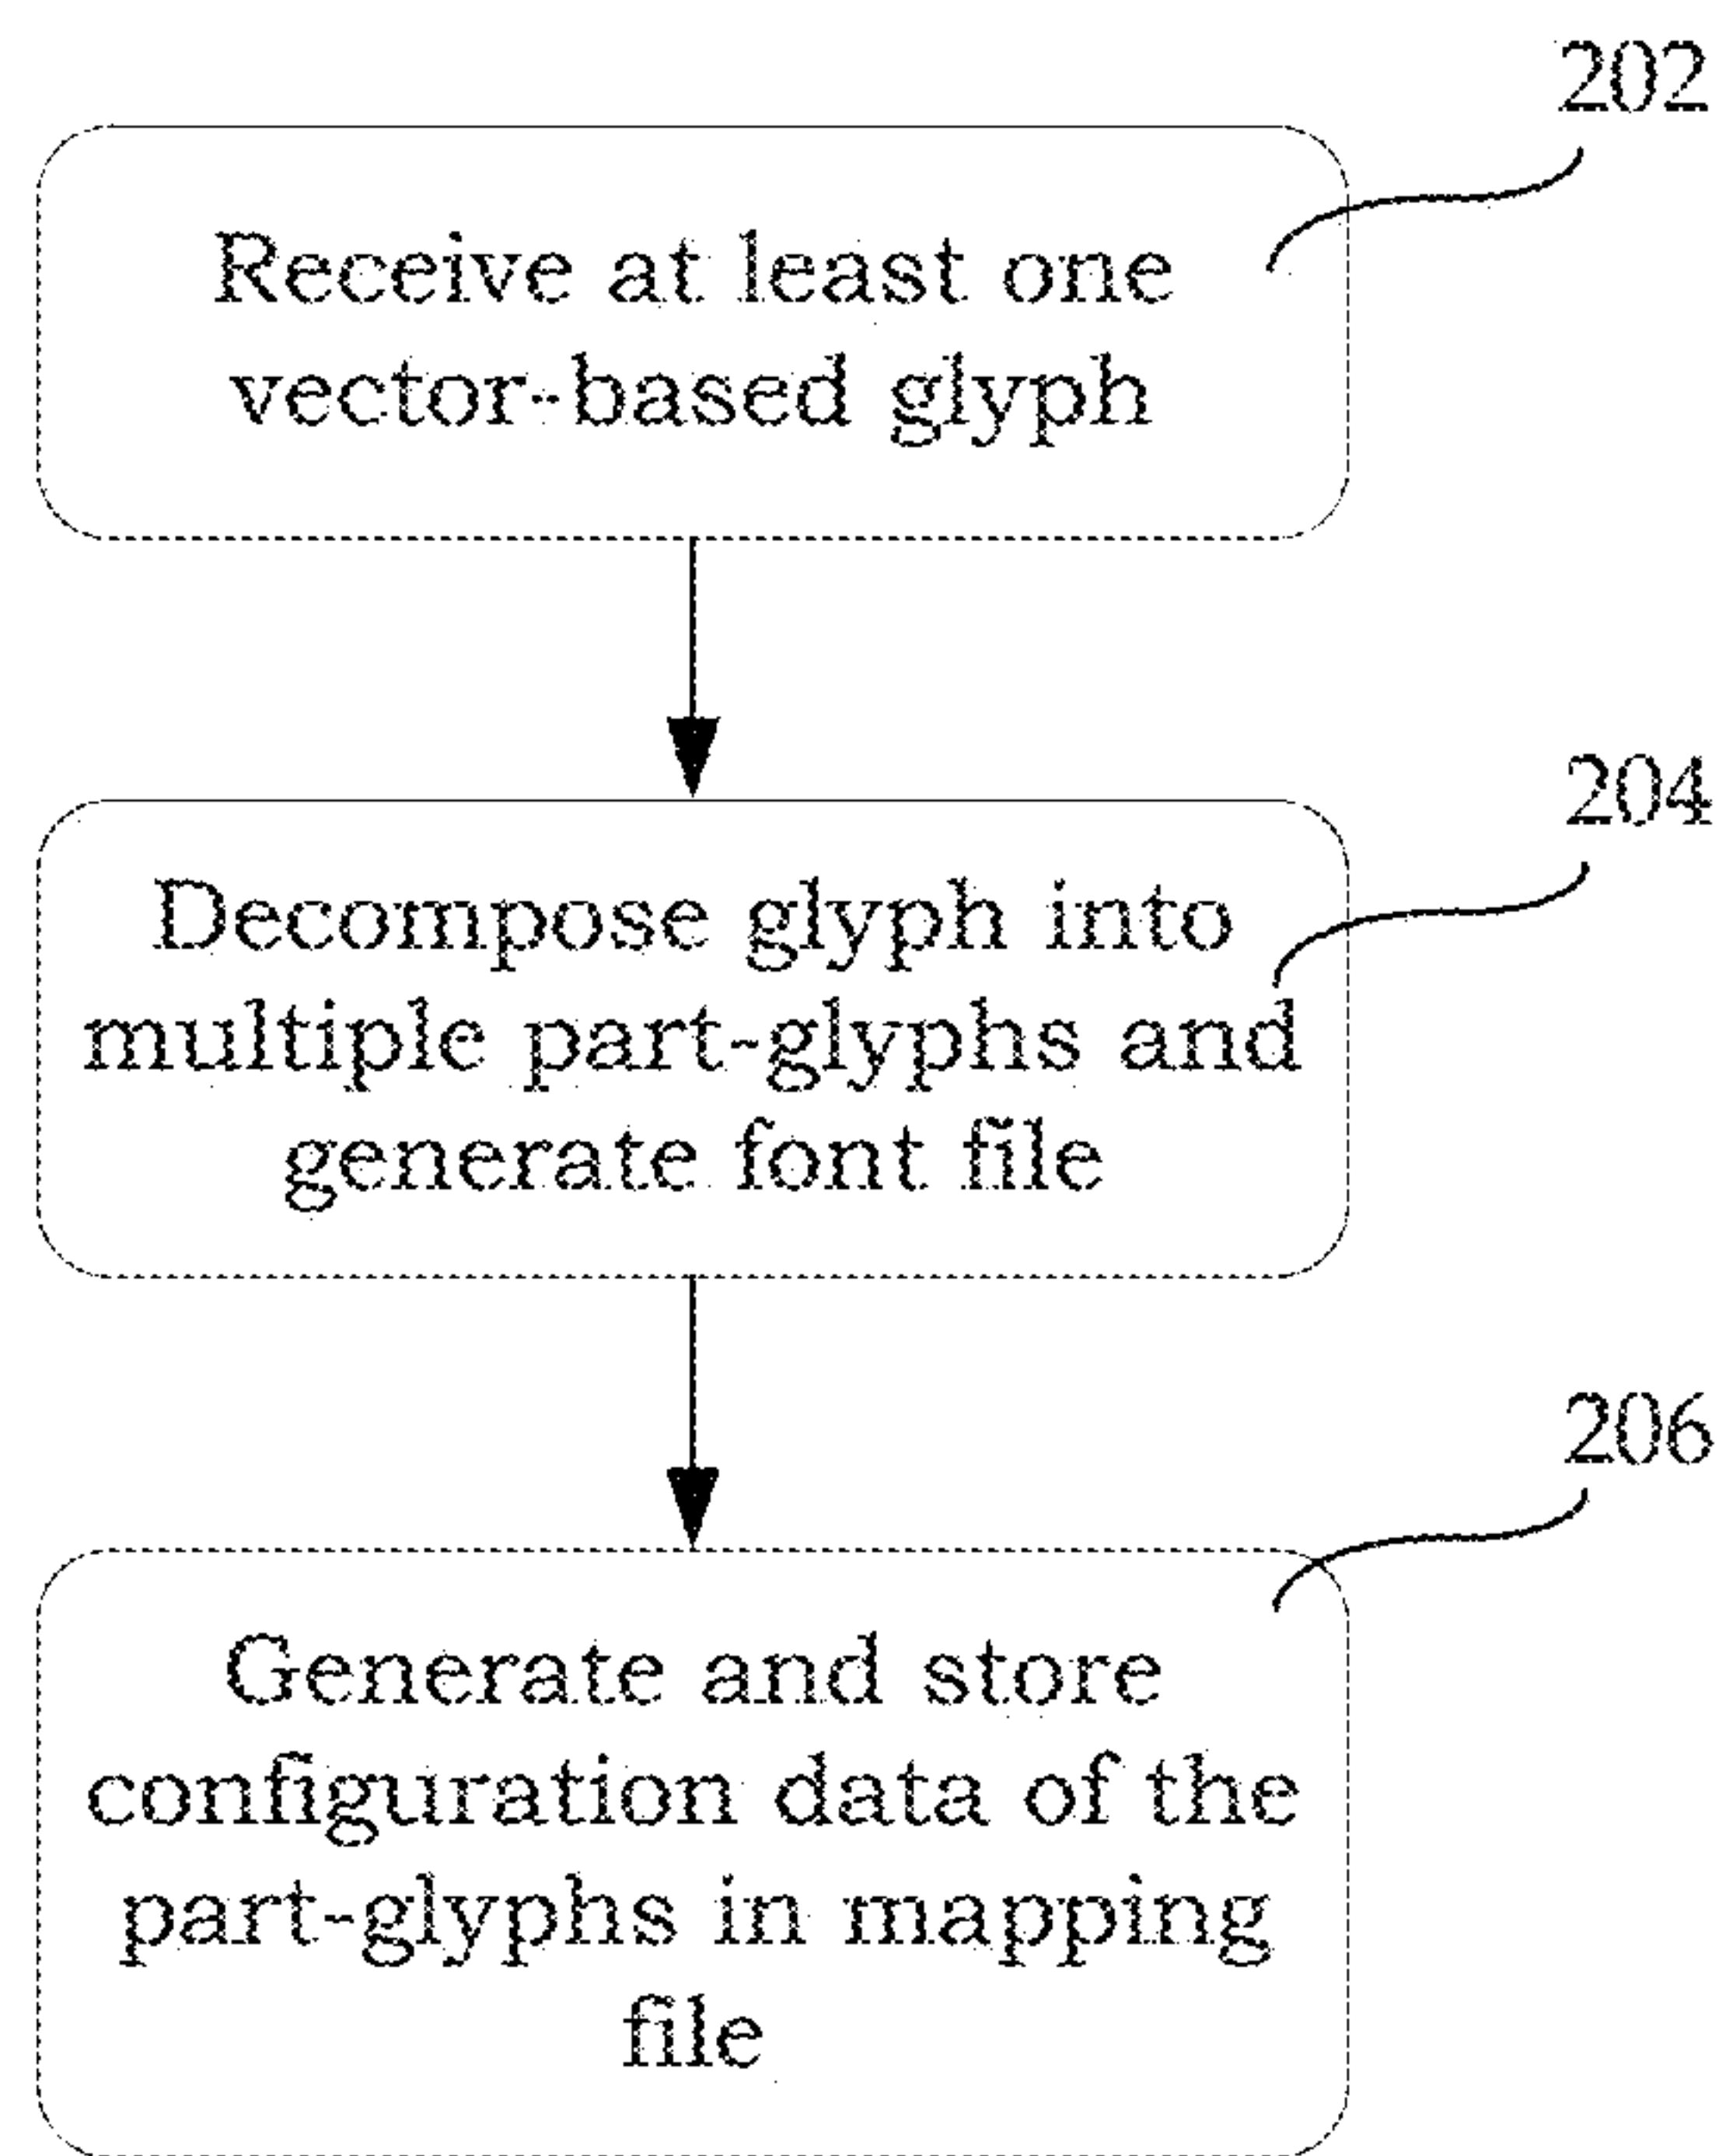 202
Receive at least one
vector-based glyph
204
Decompose glyph into
multiple part-glyphs and
generate font file
206
Generate and store
configuration data of the
part-glyphs in mapping
file